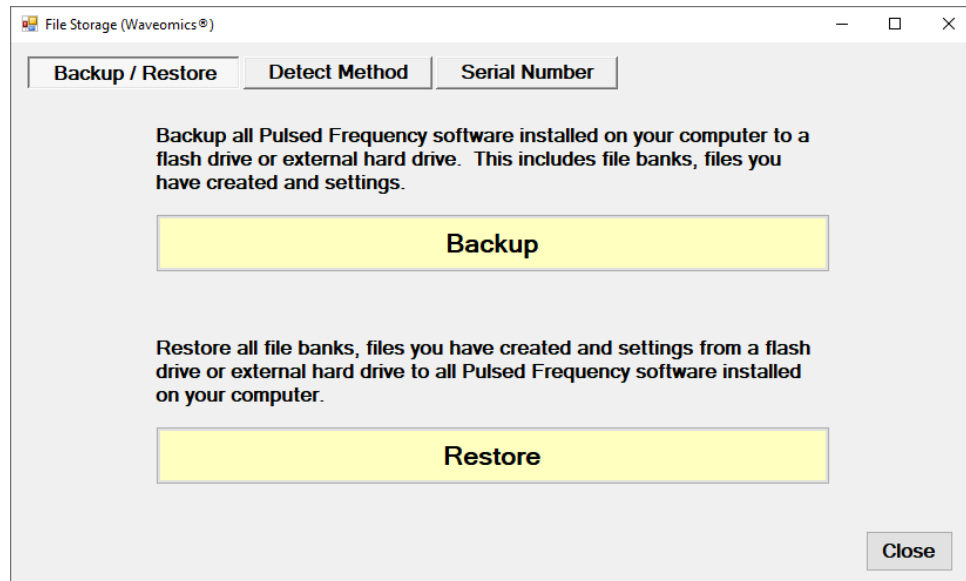 File Storage (Waveomics®)
Backup / Restore
Detect Method
Serial Number
Backup all Pulsed Frequency software installed on your computer to a
flash drive or external hard drive.  This includes file banks, files you
have created and settings.
Backup
Restore all file banks, files you have created and settings from a flash
drive or external hard drive to all Pulsed Frequency software installed
on your computer.
Restore
Close